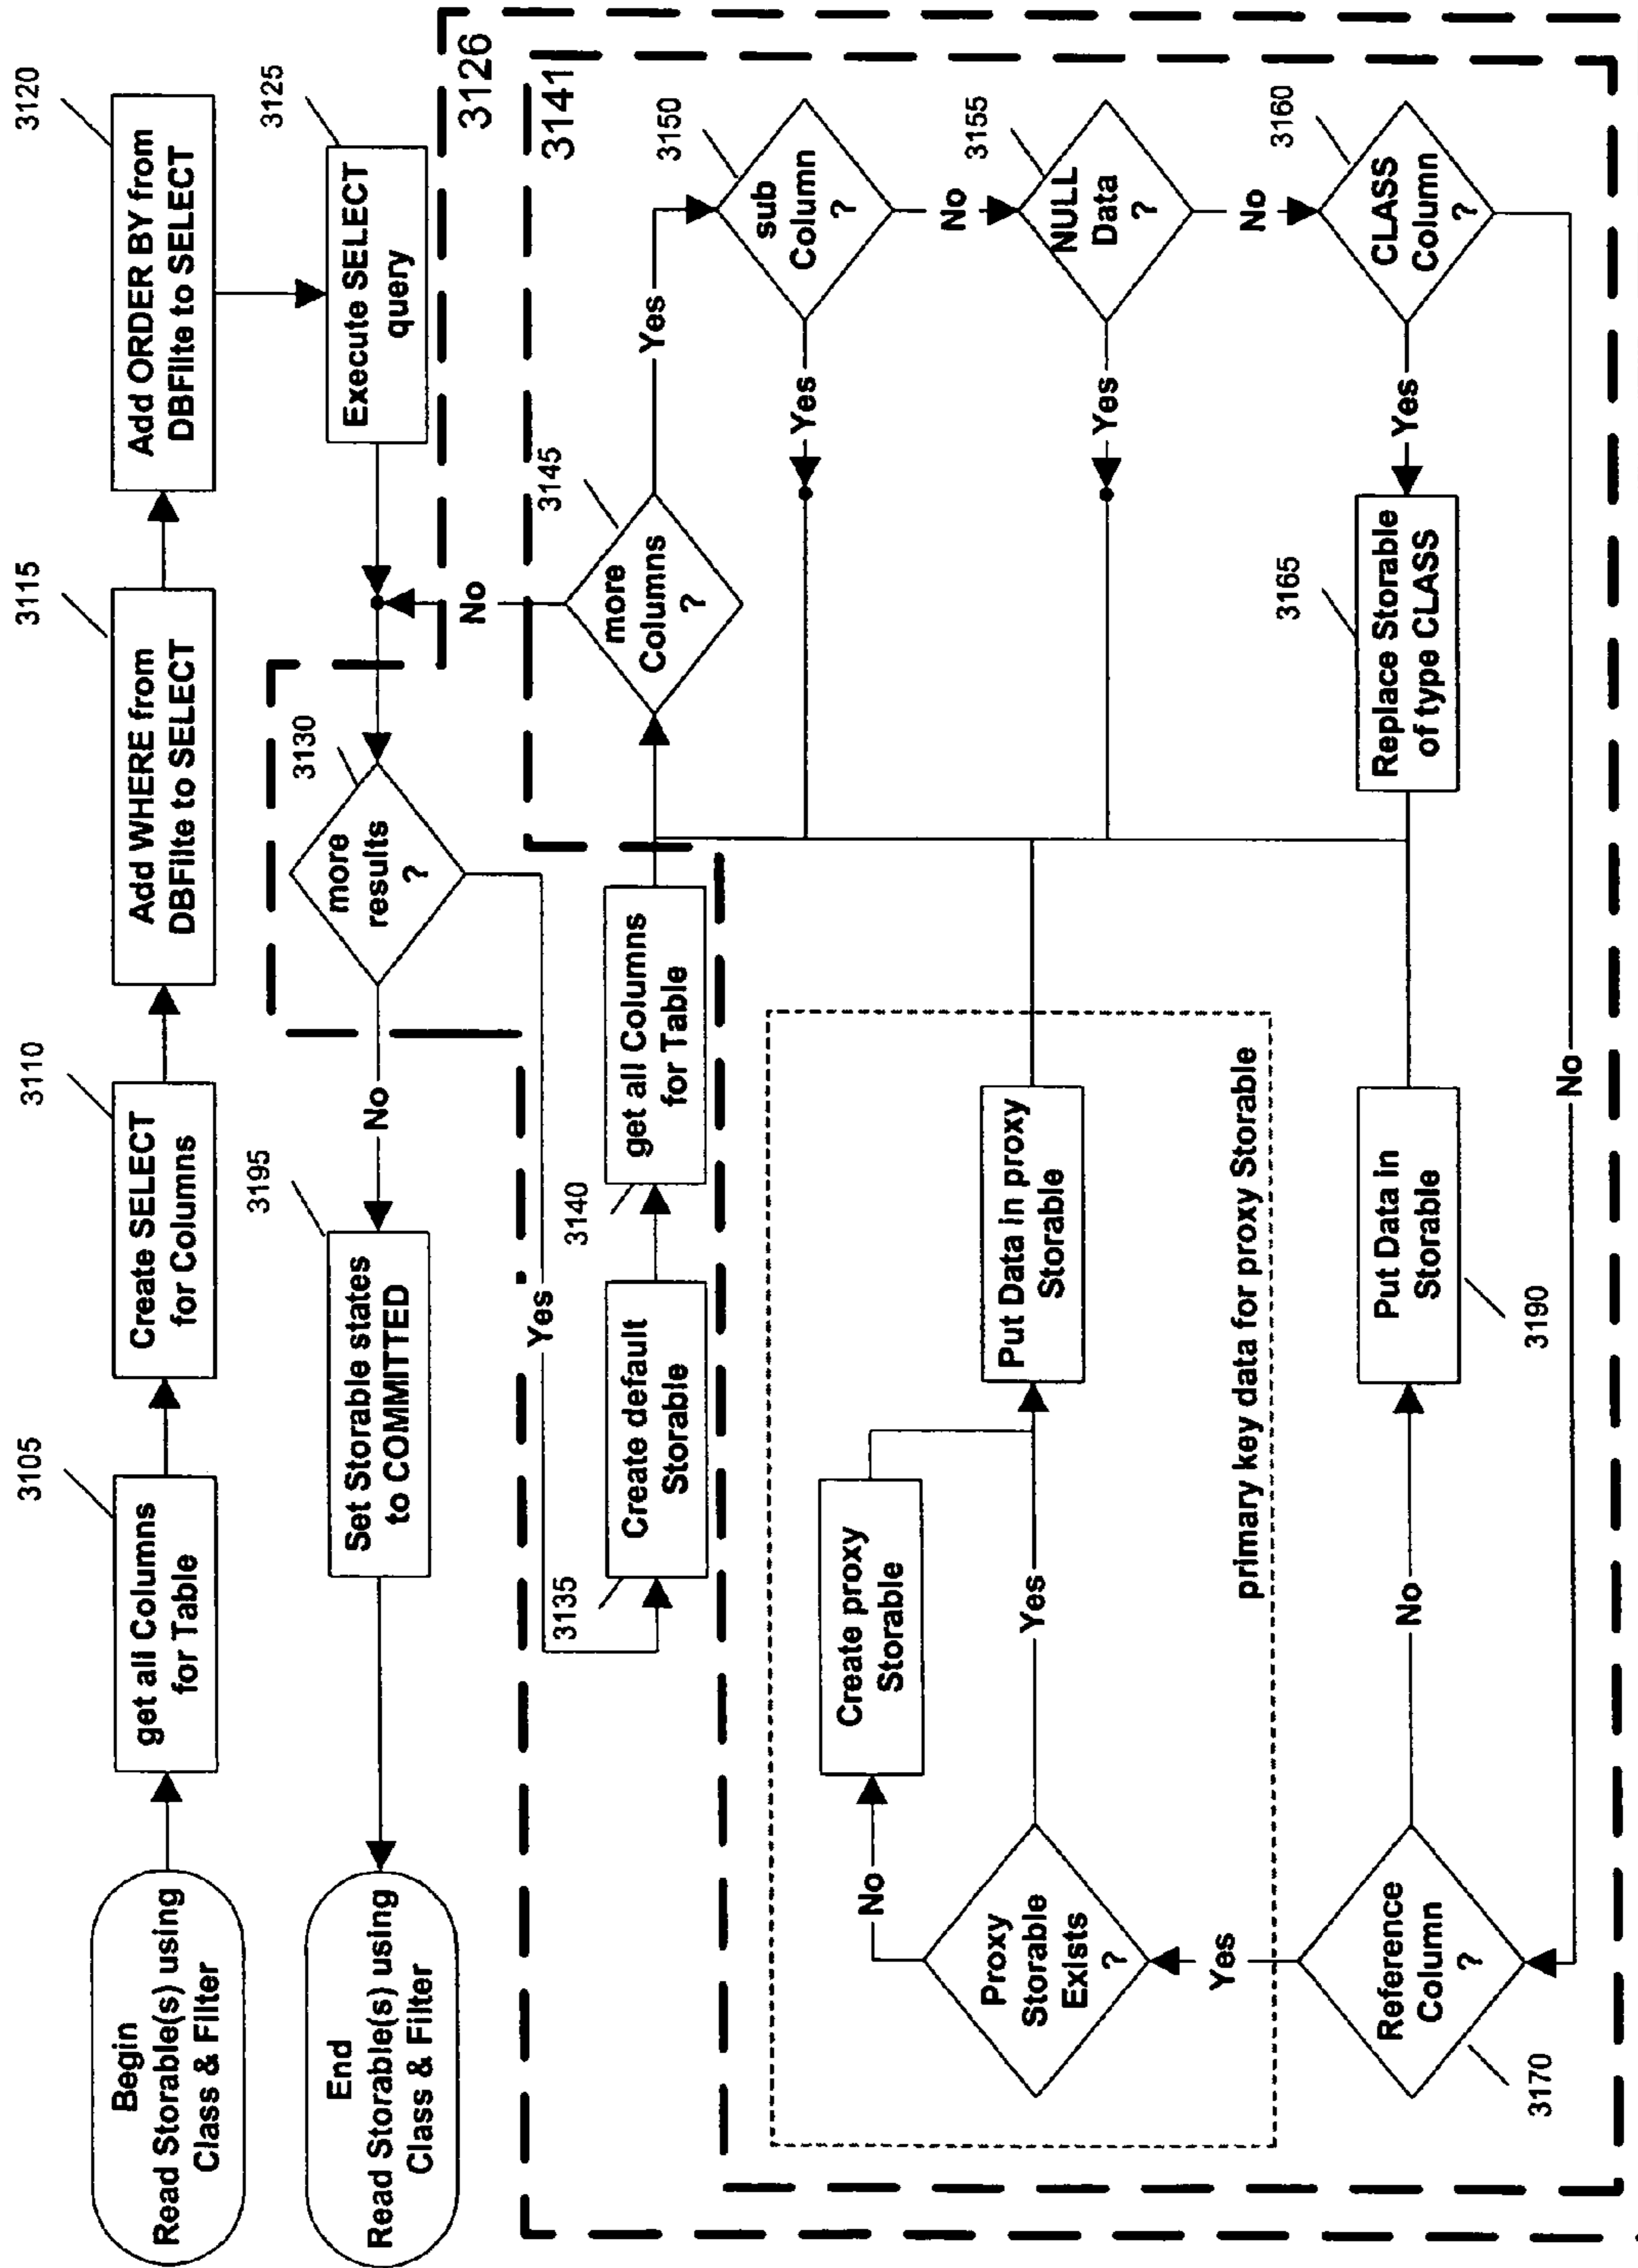 3105
3110
3115
3120
Begin
Read Storable(s) using
Class & Filter
get all Columns
for Table
Create SELECT
for Columns
Add WHERE from
DBFilte to SELECT
Add ORDER BY from
DBFilte to SELECT
3195
3130
3125
End
Read Storable(s) using
Class & Filter
Set Storable states
to COMMITTED
No
more
results
?
Execute SELECT
query
3126
Yes
No
3135
3140
3145
3141
Create default
Storable
get all Columns
for Table
more
Columns
?
Yes
3150
Create proxy
Storable
No
Yes
sub
Column
?
No
Proxy
Storable
Exists
?
Yes
Put Data in proxy
Storable
3155
Yes
NULL
Data
?
No
Yes
primary key data for proxy Storable
3165
3160
Reference
Column
?
No
Put Data in
Storable
Replace Storable
of type CLASS
Yes
CLASS
Column
?
3170
3190
No